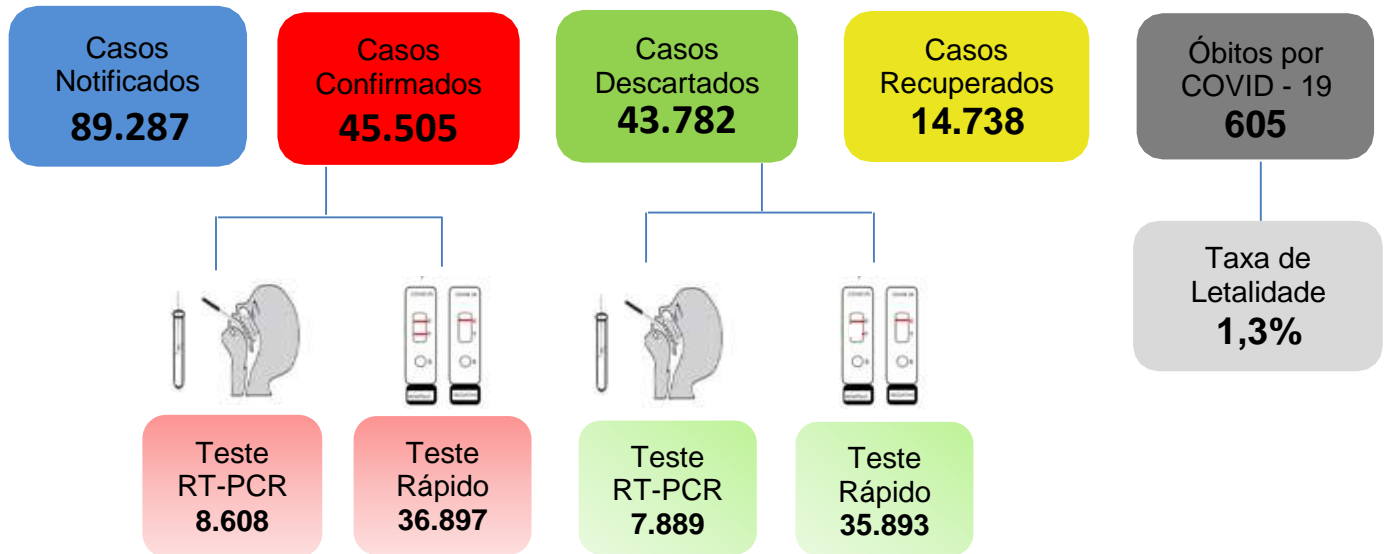 Casos
Notificados
89.287
Casos
Confirmados
45.505
Casos
Descartados
43.782
Casos
Recuperados
14.738
Óbitos por
COVID - 19
605
Taxa de
Letalidade
1,3%
Teste
RT-PCR
8.608
Teste
Rápido
36.897
Teste
RT-PCR
7.889
Teste
Rápido
35.893